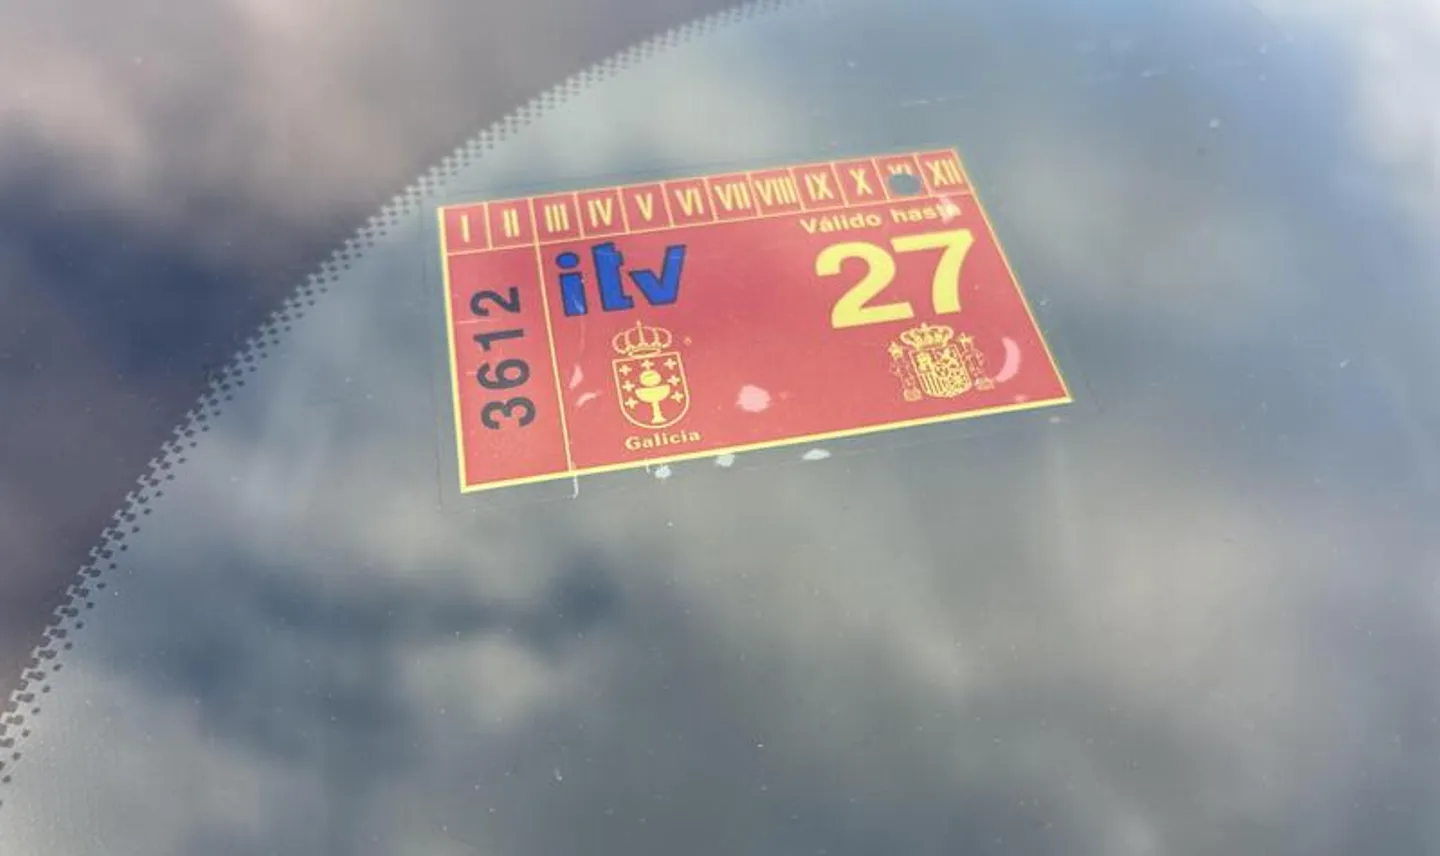 I II III IV V VI VII VIII IX X XI XII
Válido hasta
itv
27
3612
Galicia